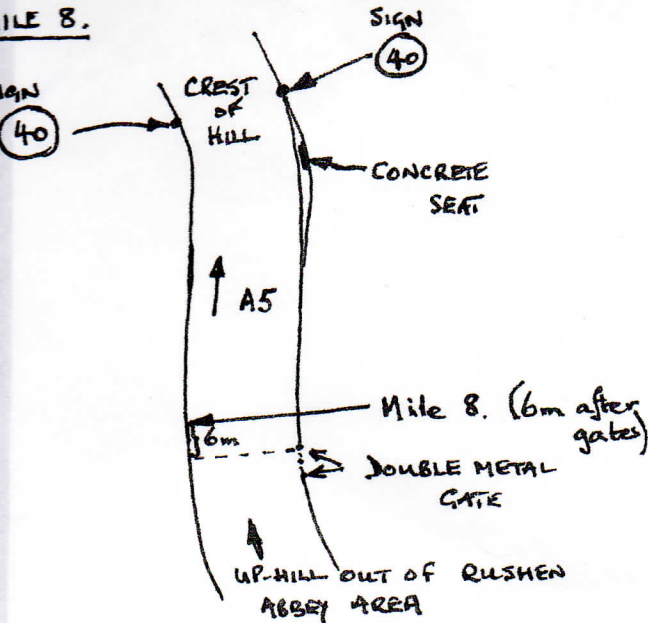 MILE 8.
SIGN
40
SIGN
40
CREST
OF
HILL
CONCRETE
SEAT
A5
Mile 8. (6m after
gates)
6m
DOUBLE METAL
GATE
UP-HILL OUT OF RUSHEN
ABBEY AREA